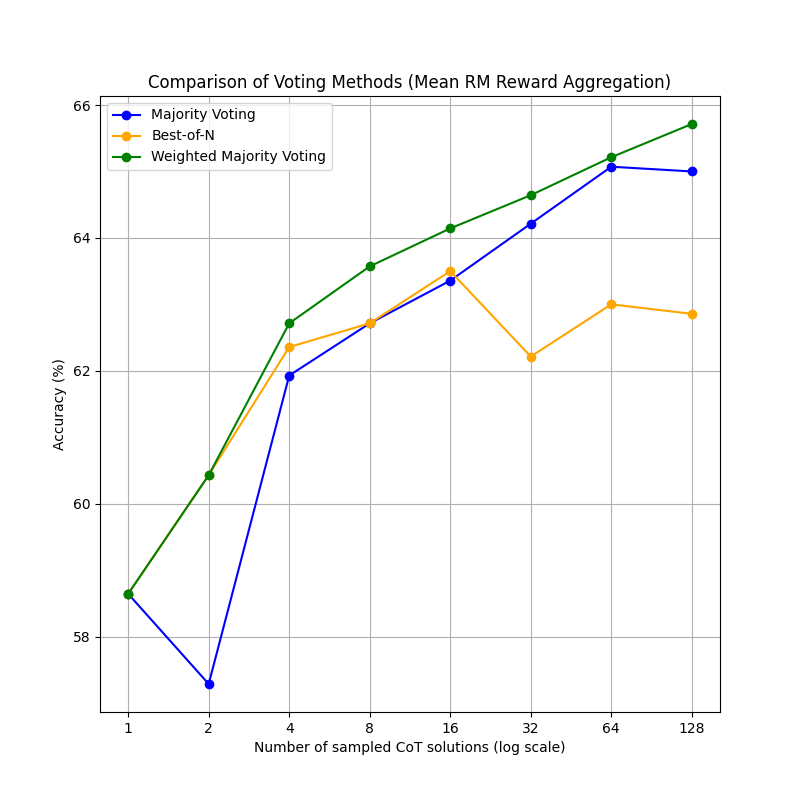 Comparison of Voting Methods (Mean RM Reward Aggregation)
Majority Voting
Best-of-N
Weighted Majority Voting
66
64
62
60
58
Accuracy (%)
1 2 4 8 16 32 64 128
Number of sampled CoT solutions (log scale)